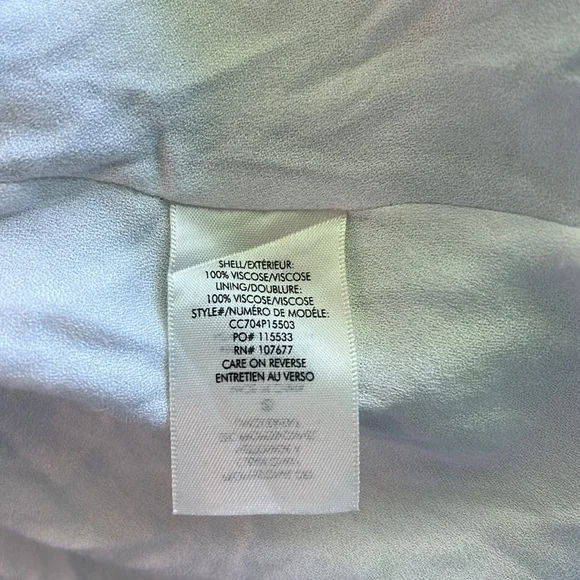 SHELL/EXTÉRIEUR:
100% VISCOSE/VISCOSE
LINING/DOUBLURE:
100% VISCOSE/VISCOSE
STYLE#/NUMÉRO DE MODÈLE:
CC704P15503
PO# 115533
RN# 107677
CARE ON REVERSE
ENTRETIEN AU VERSO